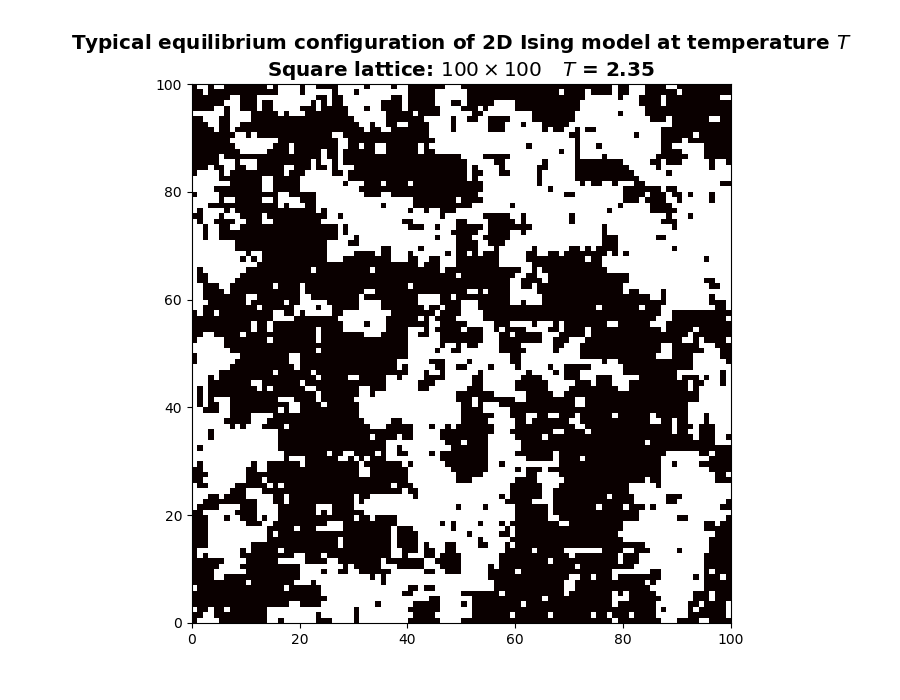 Typical equilibrium configuration of 2D Ising model at temperature T
Square lattice: 100 × 100 T = 2.35
100
80
60
40
20
0
0 20 40 60 80 100